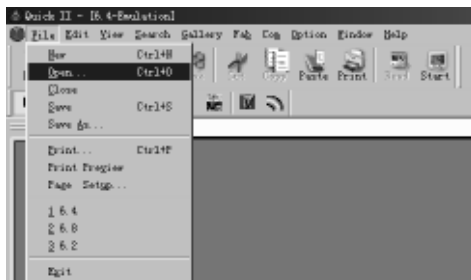 Quick II - [6.4-Emulation]
File Edit View Search Gallery Fab Com Option Window Help
New Ctrl+N
Open... Ctrl+O
Close
Save Ctrl+S
Save As...
Copy Paste Print Send Start
Print... Ctrl+P
Print Preview
Page Setup...
1 6.4
2 6.8
3 6.2
Exit